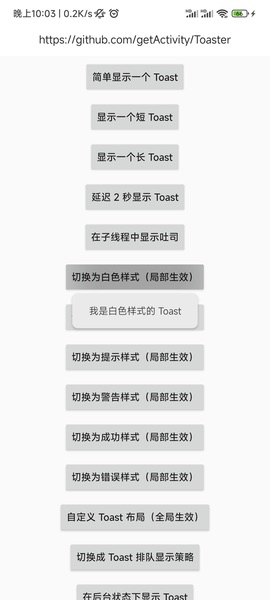 晚上10:03 | 0.2K/s
https://github.com/getActivity/Toaster
简单显示一个 Toast
显示一个短 Toast
显示一个长 Toast
延迟 2 秒显示 Toast
在子线程中显示吐司
切换为白色样式（局部生效）
我是白色样式的 Toast
切换为提示样式（局部生效）
切换为警告样式（局部生效）
切换为成功样式（局部生效）
切换为错误样式（局部生效）
自定义 Toast 布局（全局生效）
切换成 Toast 排队显示策略
在后台状态下显示 Toast